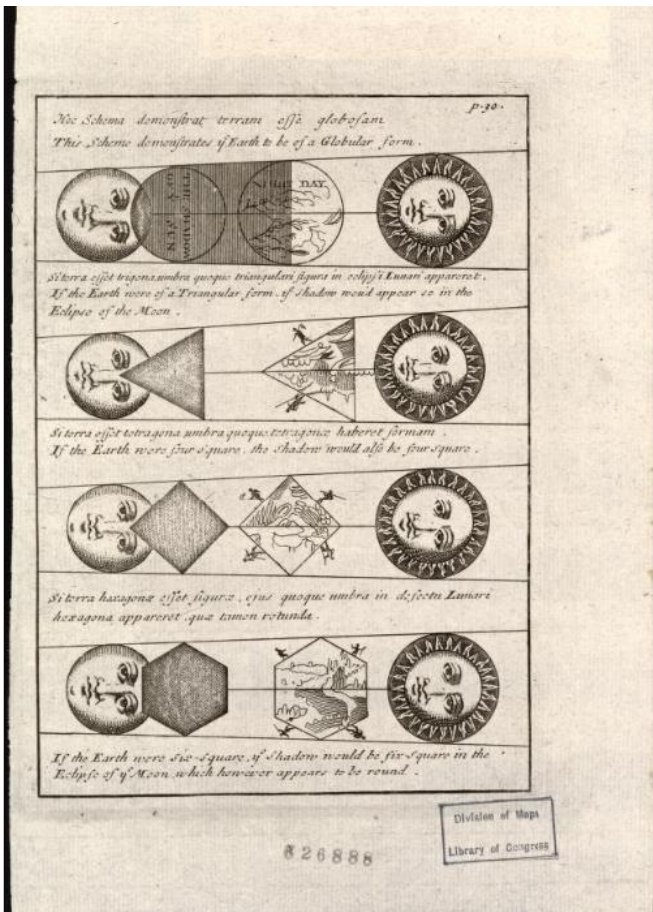 p. 30.
Hoc Schema demonstrat terram esse globosam
This Scheme demonstrates yͤ Earth to be of a Globular form.
THE SHADOW
NIGHT DAY
Si terra esset trigona, umbra quoque triangulari figura in eclipsi Lunari appareret.
If the Earth were of a Triangular form, yͤ Shadow would appear so in the
Eclipse of the Moon.
Si terra esset tetragona umbra quoque tetragonæ haberet formam.
If the Earth were four square, the Shadow would also be four square.
Si terra hexagonæ esset figuræ, ejus quoque umbra in defectu Lunari
hexagona appareret, quæ tamen rotunda.
If the Earth were six-square, yͤ Shadow would be six-square in the
Eclipse of yͤ Moon, which however appears to be round.
Division of Maps
Library of Congress
826888